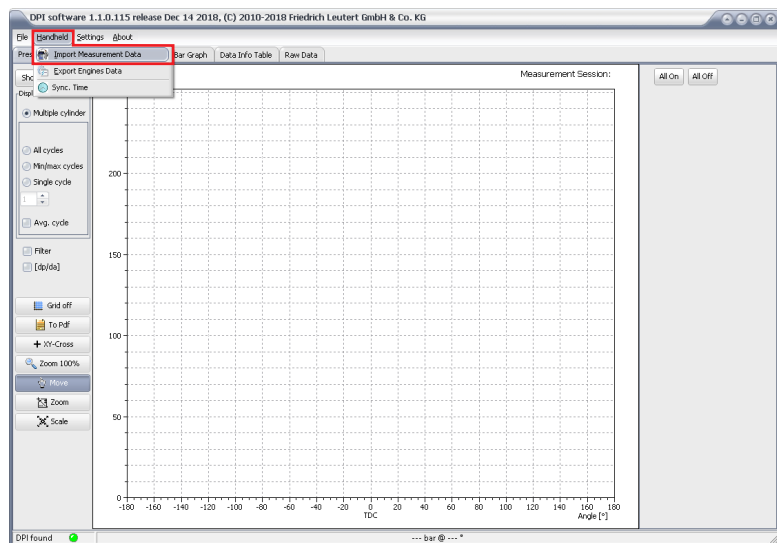 DPI software 1.1.0.115 release Dec 14 2018, (C) 2010-2018 Friedrich Leutert GmbH & Co. KG
File Handheld Settings About
Import Measurement Data
Bar Graph Data Info Table Raw Data
Export Engines Data
Sync. Time
Measurement Session:
All On All Off
Multiple cylinder
All cycles
Min/max cycles
Single cycle
1
Avg. cycle
Filter
[dp/da]
Grid off
To Pdf
XY-Cross
Zoom 100%
Move
Zoom
Scale
200
150
100
50
0
-180 -160 -140 -120 -100 -80 -60 -40 -20 0 20 40 60 80 100 120 140 160 180
TDC
Angle [°]
DPI found
--- bar @ --- °